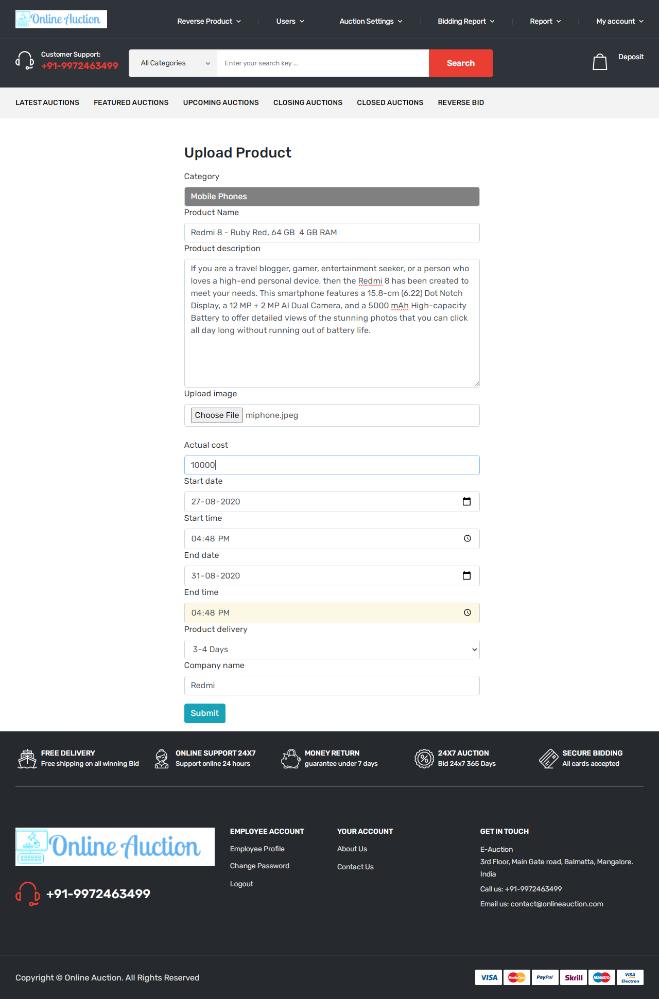 Online Auction
Reverse Product
Users
Auction Settings
Bidding Report
Report
My account
Customer Support:
+91-9972463499
All Categories
Enter your search key ...
Search
Deposit
LATEST AUCTIONS
FEATURED AUCTIONS
UPCOMING AUCTIONS
CLOSING AUCTIONS
CLOSED AUCTIONS
REVERSE BID
Upload Product
Category
Mobile Phones
Product Name
Redmi 8 - Ruby Red, 64 GB  4 GB RAM
Product description
If you are a travel blogger, gamer, entertainment seeker, or a person who
loves a high-end personal device, then the Redmi 8 has been created to
meet your needs. This smartphone features a 15.8-cm (6.22) Dot Notch
Display, a 12 MP + 2 MP AI Dual Camera, and a 5000 mAh High-capacity
Battery to offer detailed views of the stunning photos that you can click
all day long without running out of battery life.
Upload image
Choose File miphone.jpeg
Actual cost
10000
Start date
27-08-2020
Start time
04:48 PM
End date
31-08-2020
End time
04:48 PM
Product delivery
3-4 Days
Company name
Redmi
Submit
FREE DELIVERY
Free shipping on all winning Bid
ONLINE SUPPORT 24X7
Support online 24 hours
MONEY RETURN
guarantee under 7 days
24X7 AUCTION
Bid 24x7 365 Days
SECURE BIDDING
All cards accepted
Online Auction
+91-9972463499
EMPLOYEE ACCOUNT
Employee Profile
Change Password
Logout
YOUR ACCOUNT
About Us
Contact Us
GET IN TOUCH
E-Auction
3rd Floor, Main Gate road, Balmatta, Mangalore.
India
Call us: +91-9972463499
Email us: contact@onlineauction.com
Copyright © Online Auction. All Rights Reserved
VISA
MasterCard
PayPal
Skrill
Maestro
VISA
Electron